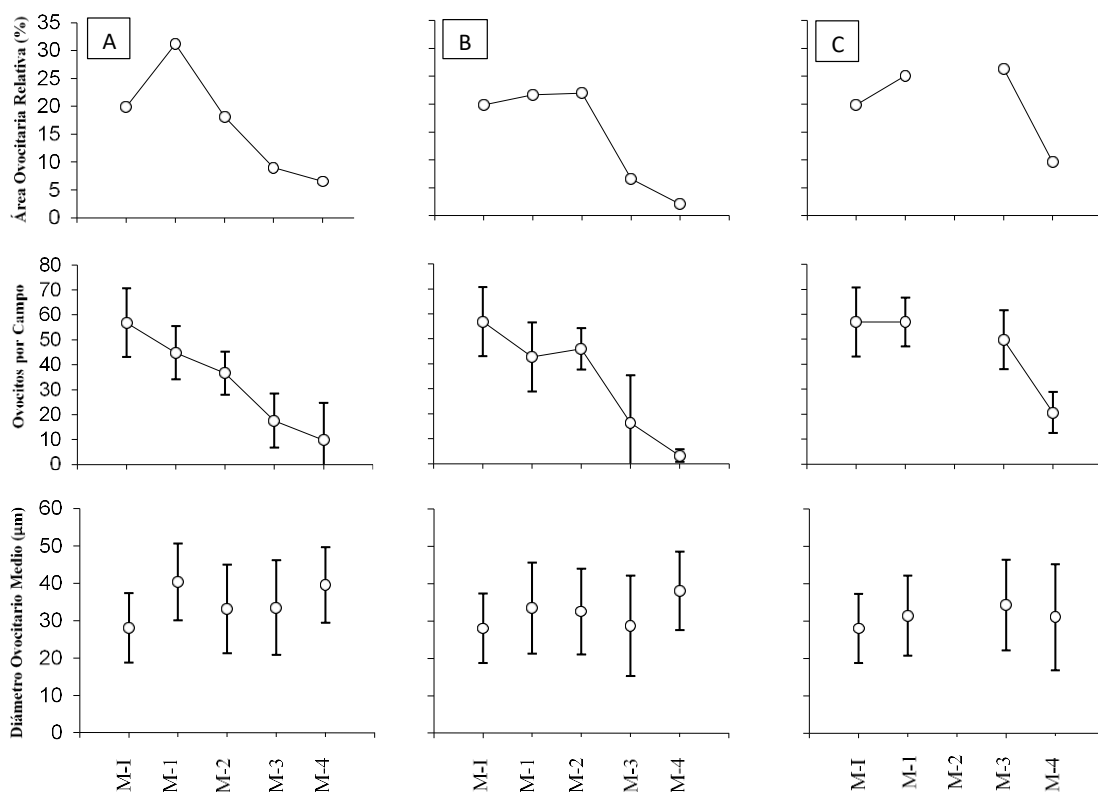 A
B
C
Área Ovocitaria Relativa (%)
35
30
25
20
15
10
5
0
Ovocitos por Campo
80
70
60
50
40
30
20
10
0
Diámetro Ovocitario Medio (µm)
60
50
40
30
20
10
0
M-I
M-1
M-2
M-3
M-4
M-I
M-1
M-2
M-3
M-4
M-I
M-1
M-2
M-3
M-4